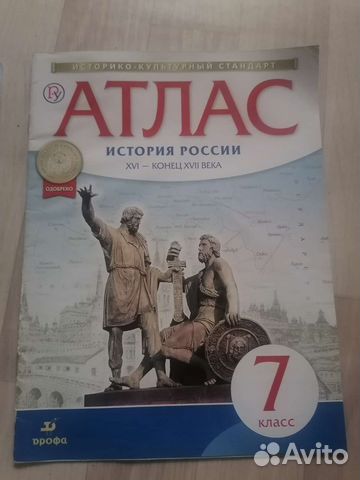 ИСТОРИКО-КУЛЬТУРНЫЙ СТАНДАРТ
АТЛАС
ИСТОРИЯ РОССИИ
XVI — КОНЕЦ XVII ВЕКА
ОДОБРЕНО
7
КЛАСС
дрофа
Avito